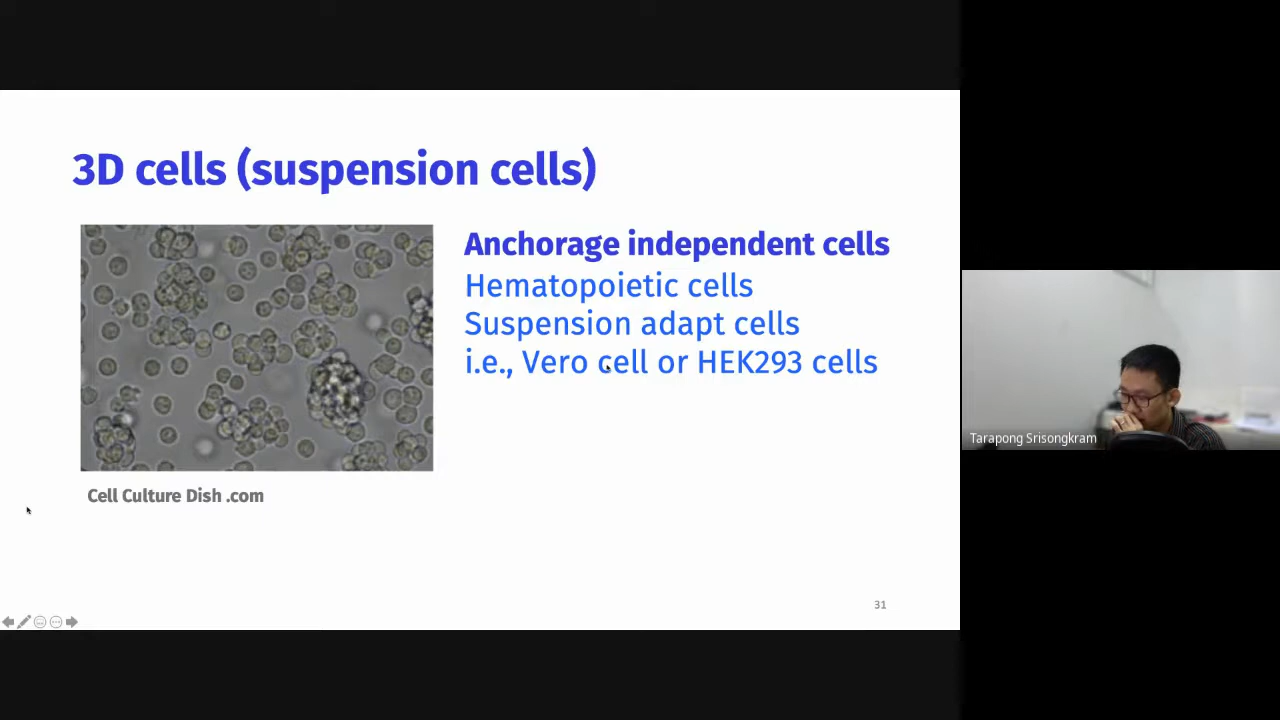 3D cells (suspension cells)
Anchorage independent cells
Hematopoietic cells
Suspension adapt cells
i.e., Vero cell or HEK293 cells
Cell Culture Dish .com
31
Tarapong Srisongkram